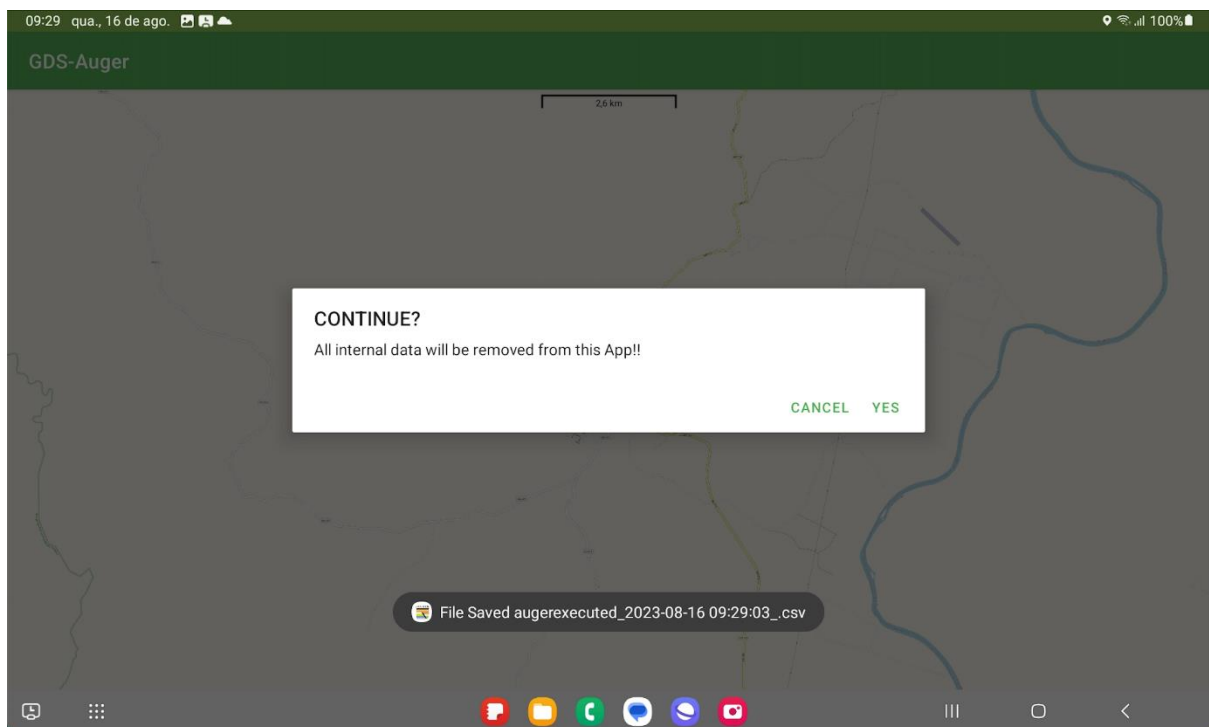 09:29 qua., 16 de ago. 100%
GDS-Auger
2,6 km
CONTINUE?
All internal data will be removed from this App!!
CANCEL YES
File Saved augerexecuted_2023-08-16 09:29:03_.csv